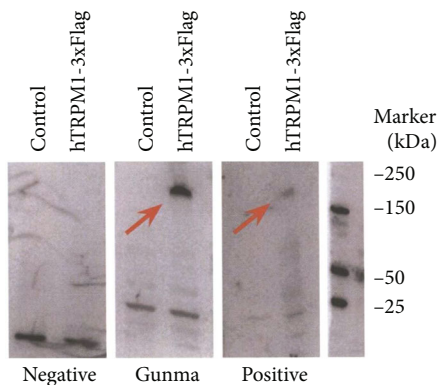 Control
hTRPM1-3xFlag
Control
hTRPM1-3xFlag
Control
hTRPM1-3xFlag
Marker
(kDa)
–250
–150
–50
–25
Negative
Gunma
Positive